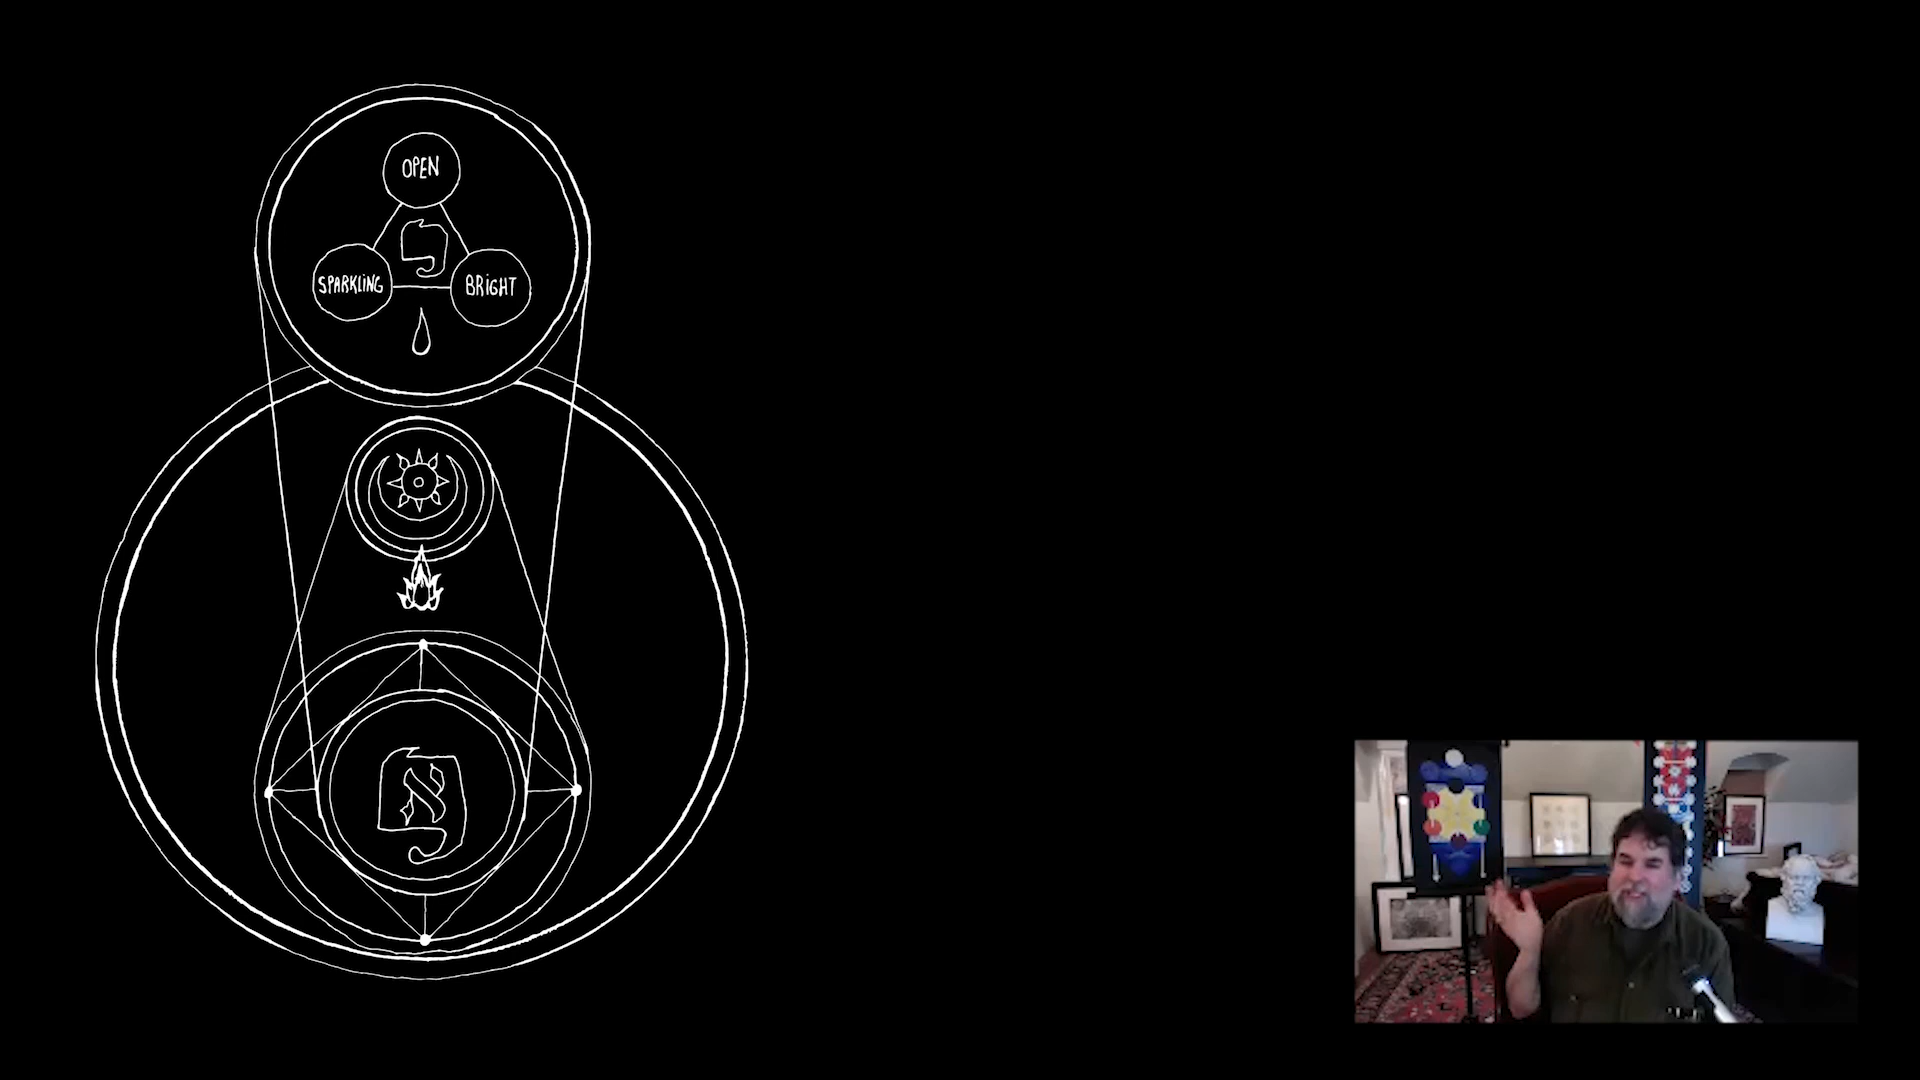 OPEN
פ
SPARKLING
BRIGHT
פ
א